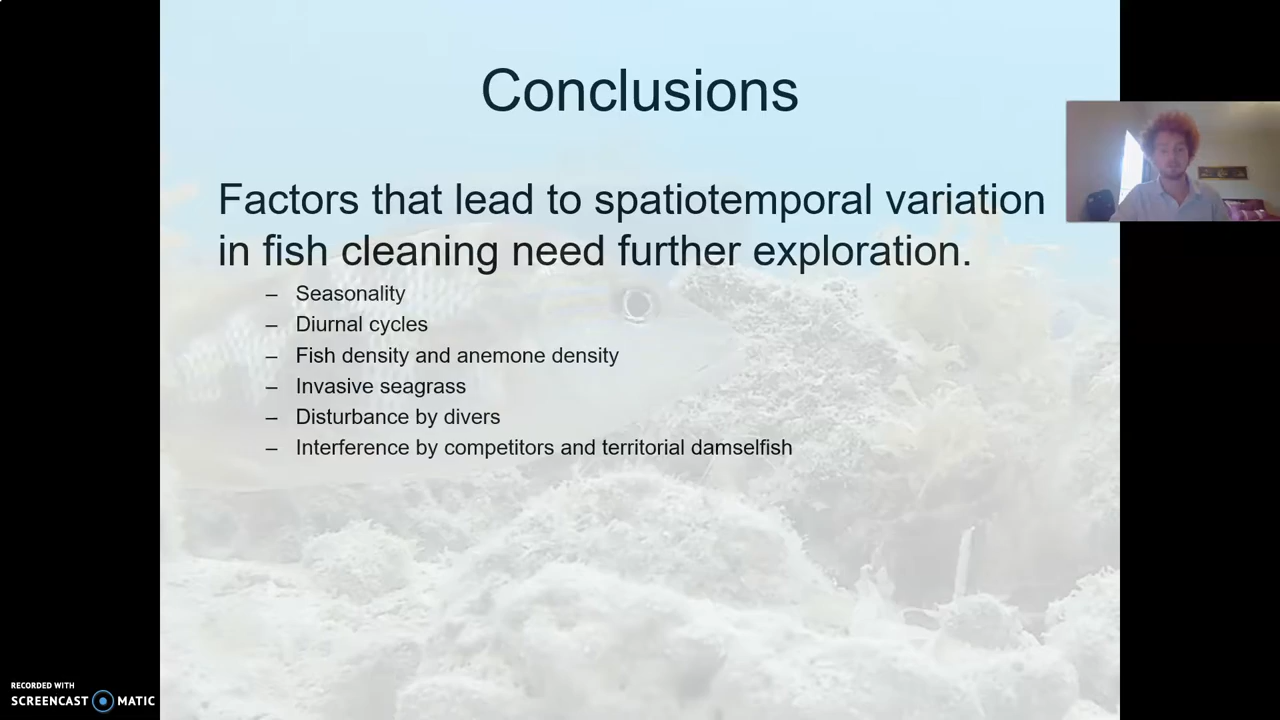 Conclusions
Factors that lead to spatiotemporal variation
in fish cleaning need further exploration.
– Seasonality
– Diurnal cycles
– Fish density and anemone density
– Invasive seagrass
– Disturbance by divers
– Interference by competitors and territorial damselfish
RECORDED WITH
SCREENCAST MATIC